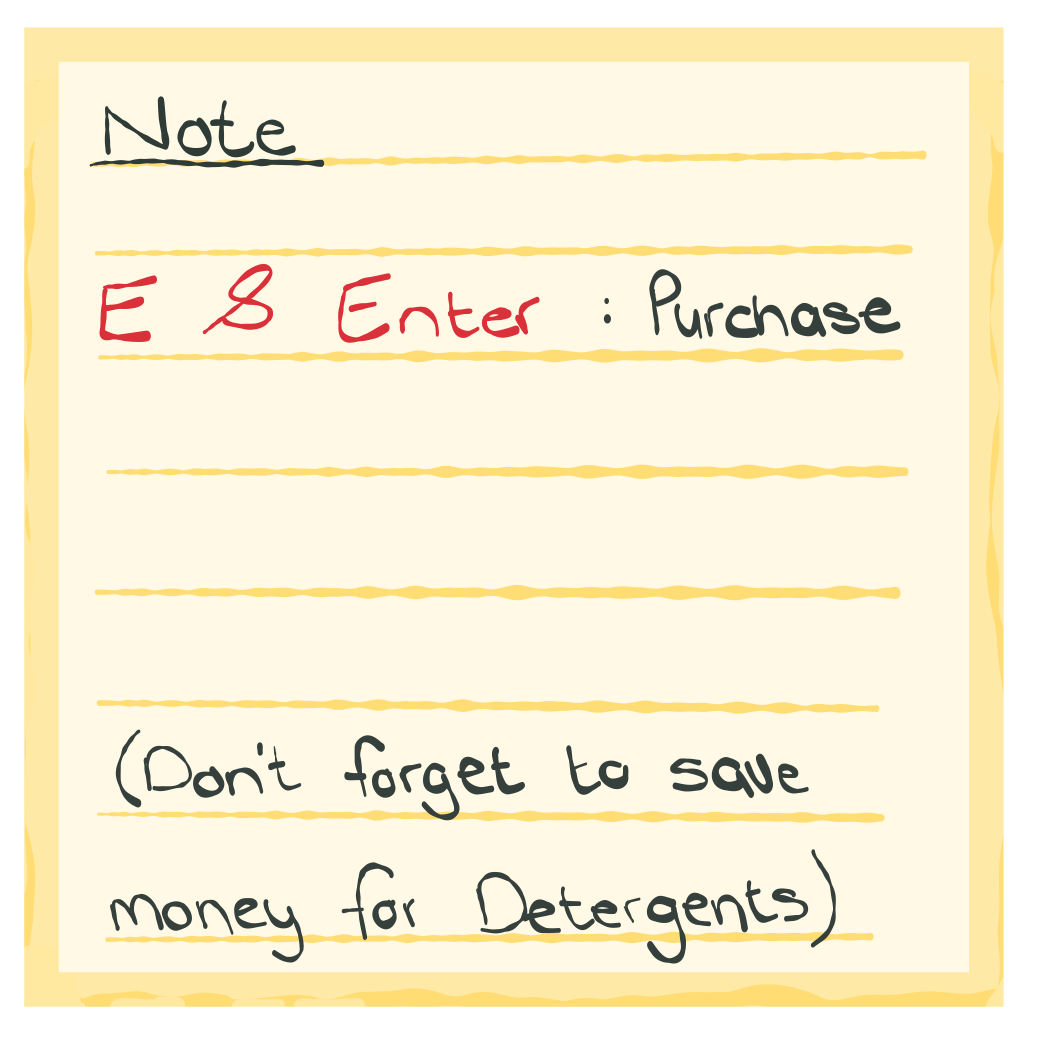 Note
E & Enter : Purchase
(Don't forget to save
money for Detergents)